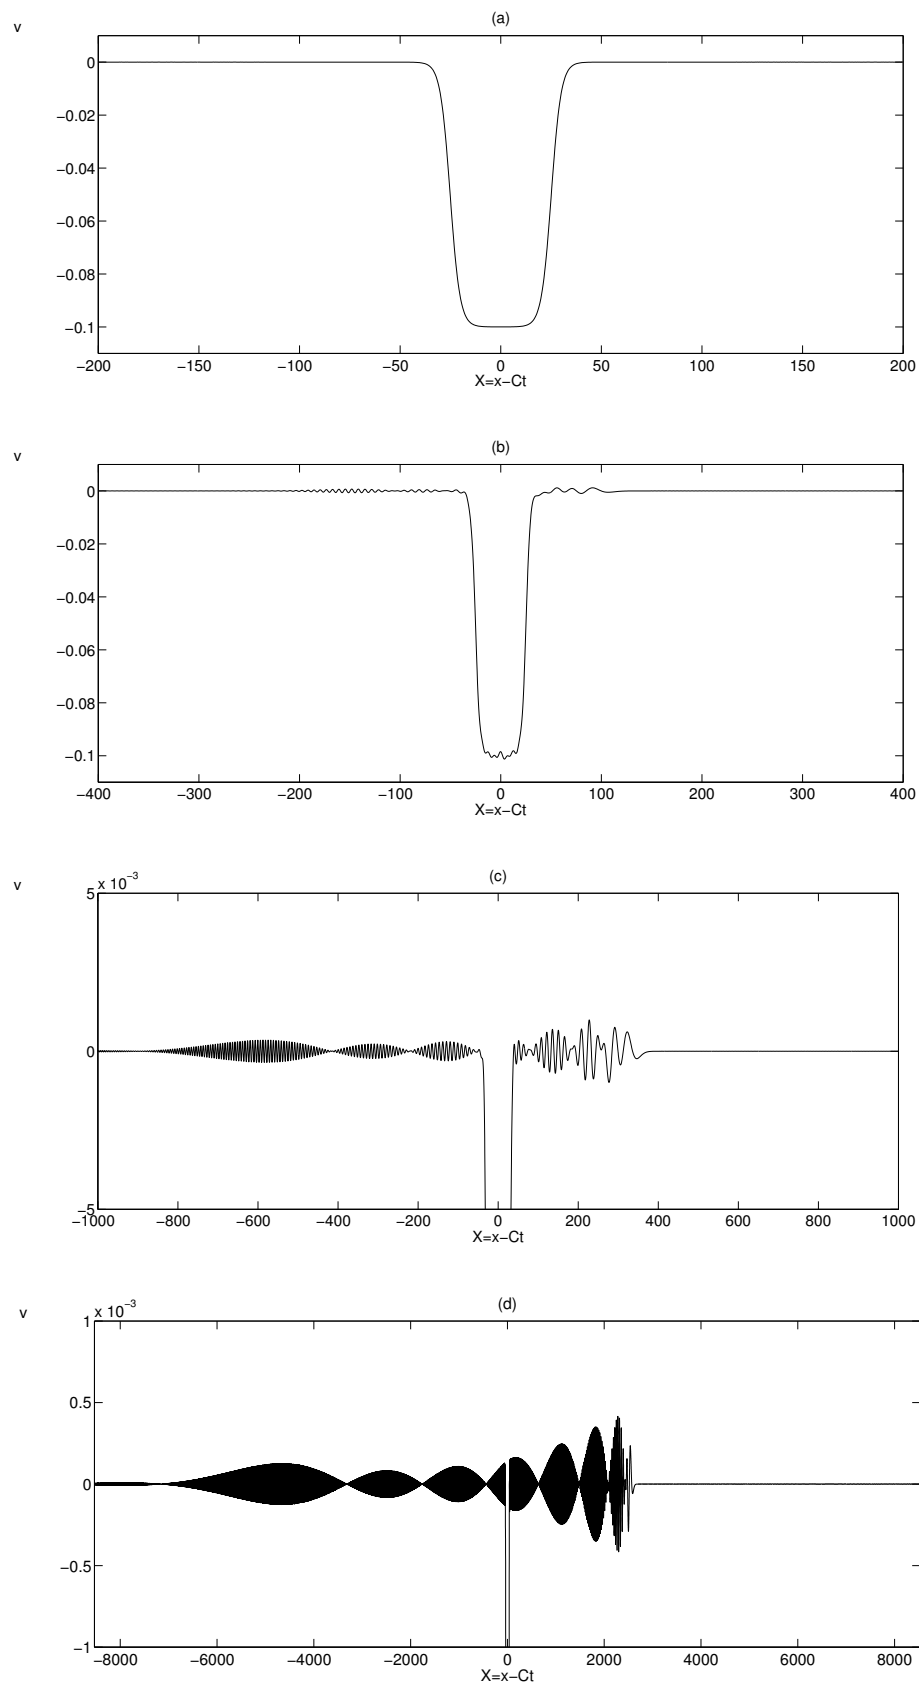 (a)
v
0
−0.02
−0.04
−0.06
−0.08
−0.1
−200 −150 −100 −50 0 50 100 150 200
X=x−Ct
(b)
v
0
−0.02
−0.04
−0.06
−0.08
−0.1
−400 −300 −200 −100 0 100 200 300 400
X=x−Ct
(c)
v
5 x 10−3
0
−5
−1000 −800 −600 −400 −200 0 200 400 600 800 1000
X=x−Ct
(d)
v
1 x 10−3
0.5
0
−0.5
−1
−8000 −6000 −4000 −2000 0 2000 4000 6000 8000
X=x−Ct